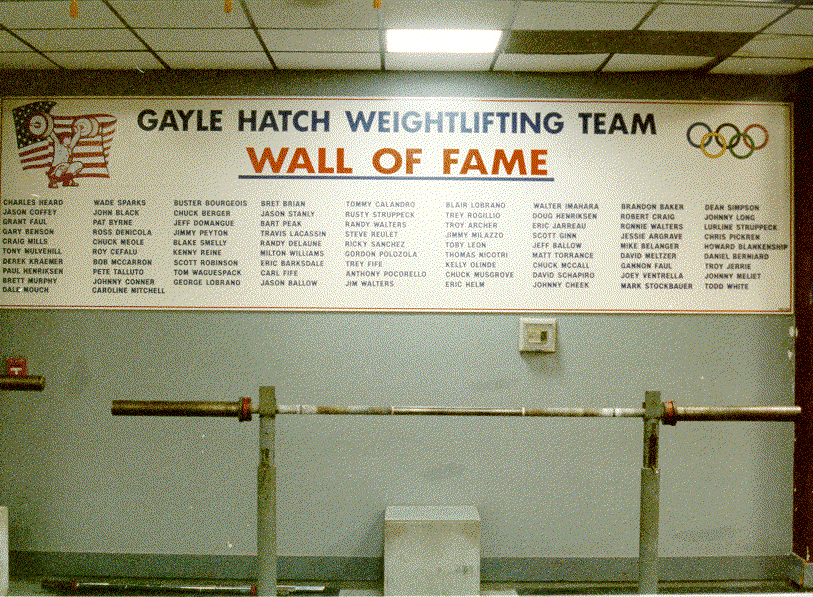 GAYLE HATCH WEIGHTLIFTING TEAM
WALL OF FAME
CHARLES HEARD
JASON COFFEY
GRANT FAUL
GARY BENSON
CRAIG MILLS
TONY MULVEHILL
DEREK KRAEMER
PAUL HENRIKSEN
BRETT MURPHY
DALE MOUCH
WADE SPARKS
JOHN BLACK
PAT BYRNE
ROSS DENICOLA
CHUCK MEOLE
ROY CEFALU
BOB MCCARRON
PETE TALLUTO
JOHNNY CONNER
CAROLINE MITCHELL
BUSTER BOURGEOIS
CHUCK BERGER
JEFF DOMANGUE
JIMMY PEYTON
BLAKE SMELLY
KENNY REINE
SCOTT ROBINSON
TOM WAGUESPACK
GEORGE LOBRANO
BRET BRIAN
JASON STANLY
BART PEAK
TRAVIS LACASSIN
RANDY DELAUNE
MILTON WILLIAMS
ERIC BARKSDALE
CARL FIFE
JASON BALLOW
TOMMY CALANDRO
RUSTY STRUPPECK
RANDY WALTERS
STEVE REULET
RICKY SANCHEZ
GORDON POLOZOLA
TREY FIFE
ANTHONY POCORELLO
JIM WALTERS
BLAIR LOBRANO
TREY ROGILLIO
TROY ARCHER
JIMMY MILAZZO
TOBY LEON
THOMAS NICOTRI
KELLY OLINDE
CHUCK MUSGROVE
ERIC HELM
WALTER IMAHARA
DOUG HENRIKSEN
ERIC JARREAU
SCOTT GINN
JEFF BALLOW
MATT TORRANCE
CHUCK MCCALL
DAVID SCHAPIRO
JOHNNY CHEEK
BRANDON BAKER
ROBERT CRAIG
RONNIE WALTERS
JESSIE ARGRAVE
MIKE BELANGER
DAVID MELTZER
GANNON FAUL
JOEY VENTRELLA
MARK STOCKBAUER
DEAN SIMPSON
JOHNNY LONG
LURLINE STRUPPECK
CHRIS PICKREN
HOWARD BLANKENSHIP
DANIEL BERNIARD
TROY JERRIE
JOHNNY MELIET
TODD WHITE